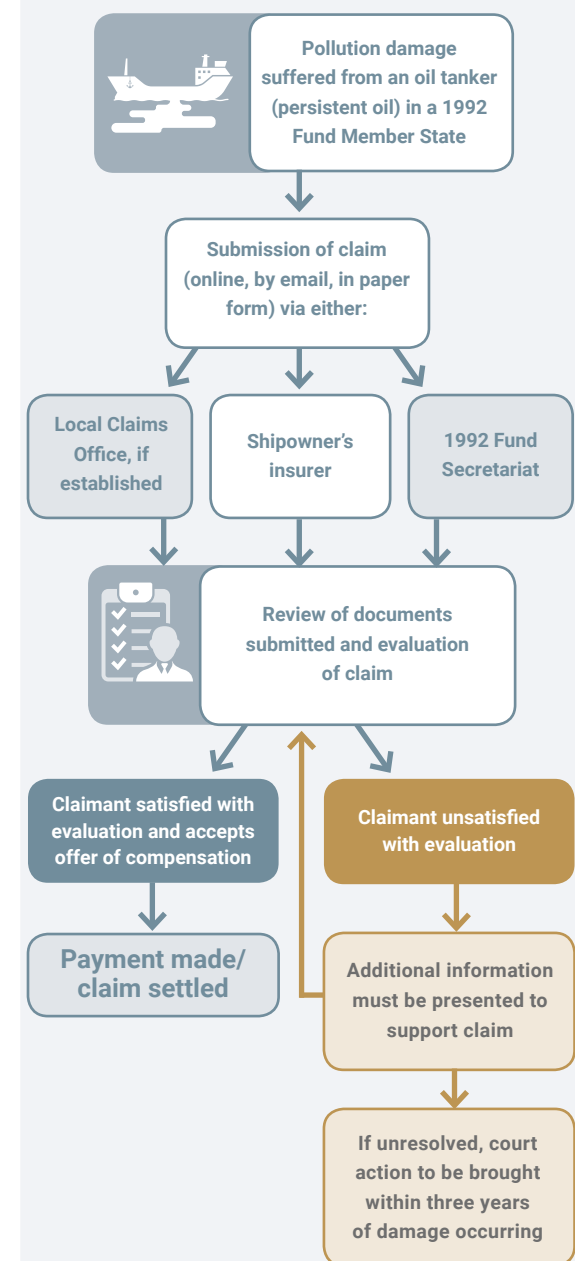 Pollution damage
suffered from an oil tanker
(persistent oil) in a 1992
Fund Member State
Submission of claim
(online, by email, in paper
form) via either:
Local Claims
Office, if
established
Shipowner's
insurer
1992 Fund
Secretariat
Review of documents
submitted and evaluation
of claim
Claimant satisfied with
evaluation and accepts
offer of compensation
Claimant unsatisfied
with evaluation
Payment made/
claim settled
Additional information
must be presented to
support claim
If unresolved, court
action to be brought
within three years
of damage occurring